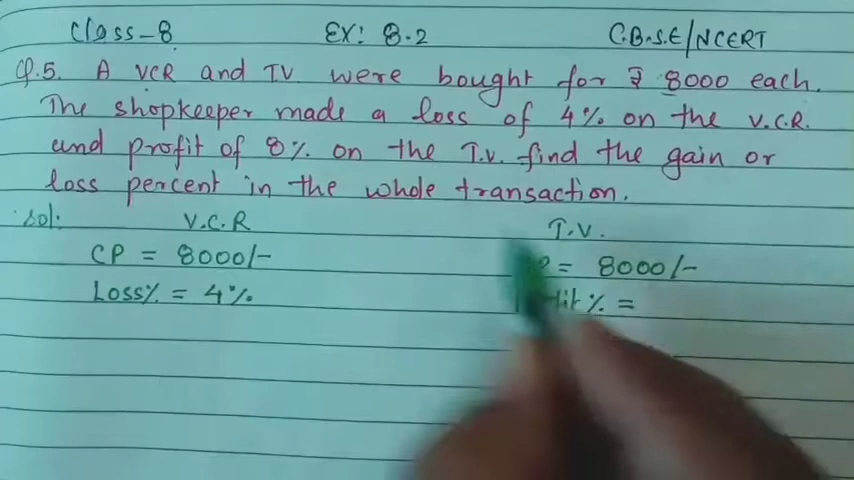 Class-8 EX: 8.2 C.B.S.E/NCERT
Q.5. A VCR and TV were bought for ₹ 8000 each.
The shopkeeper made a loss of 4% on the V.C.R.
and profit of 8% on the T.V. find the gain or
loss percent in the whole transaction.
Sol: V.C.R T.V.
CP = 8000/- = 8000/-
Loss% = 4% % =